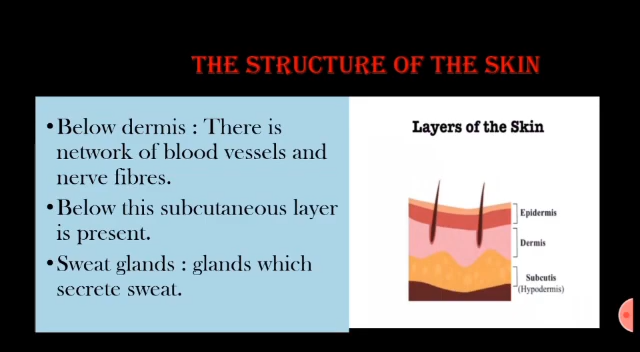 THE STRUCTURE OF THE SKIN
•Below dermis : There is
network of blood vessels and
nerve fibres.
•Below this subcutaneous layer
is present.
•Sweat glands : glands which
secrete sweat.
Layers of the Skin
Epidermis
Dermis
Subcutis
(Hypodermis)